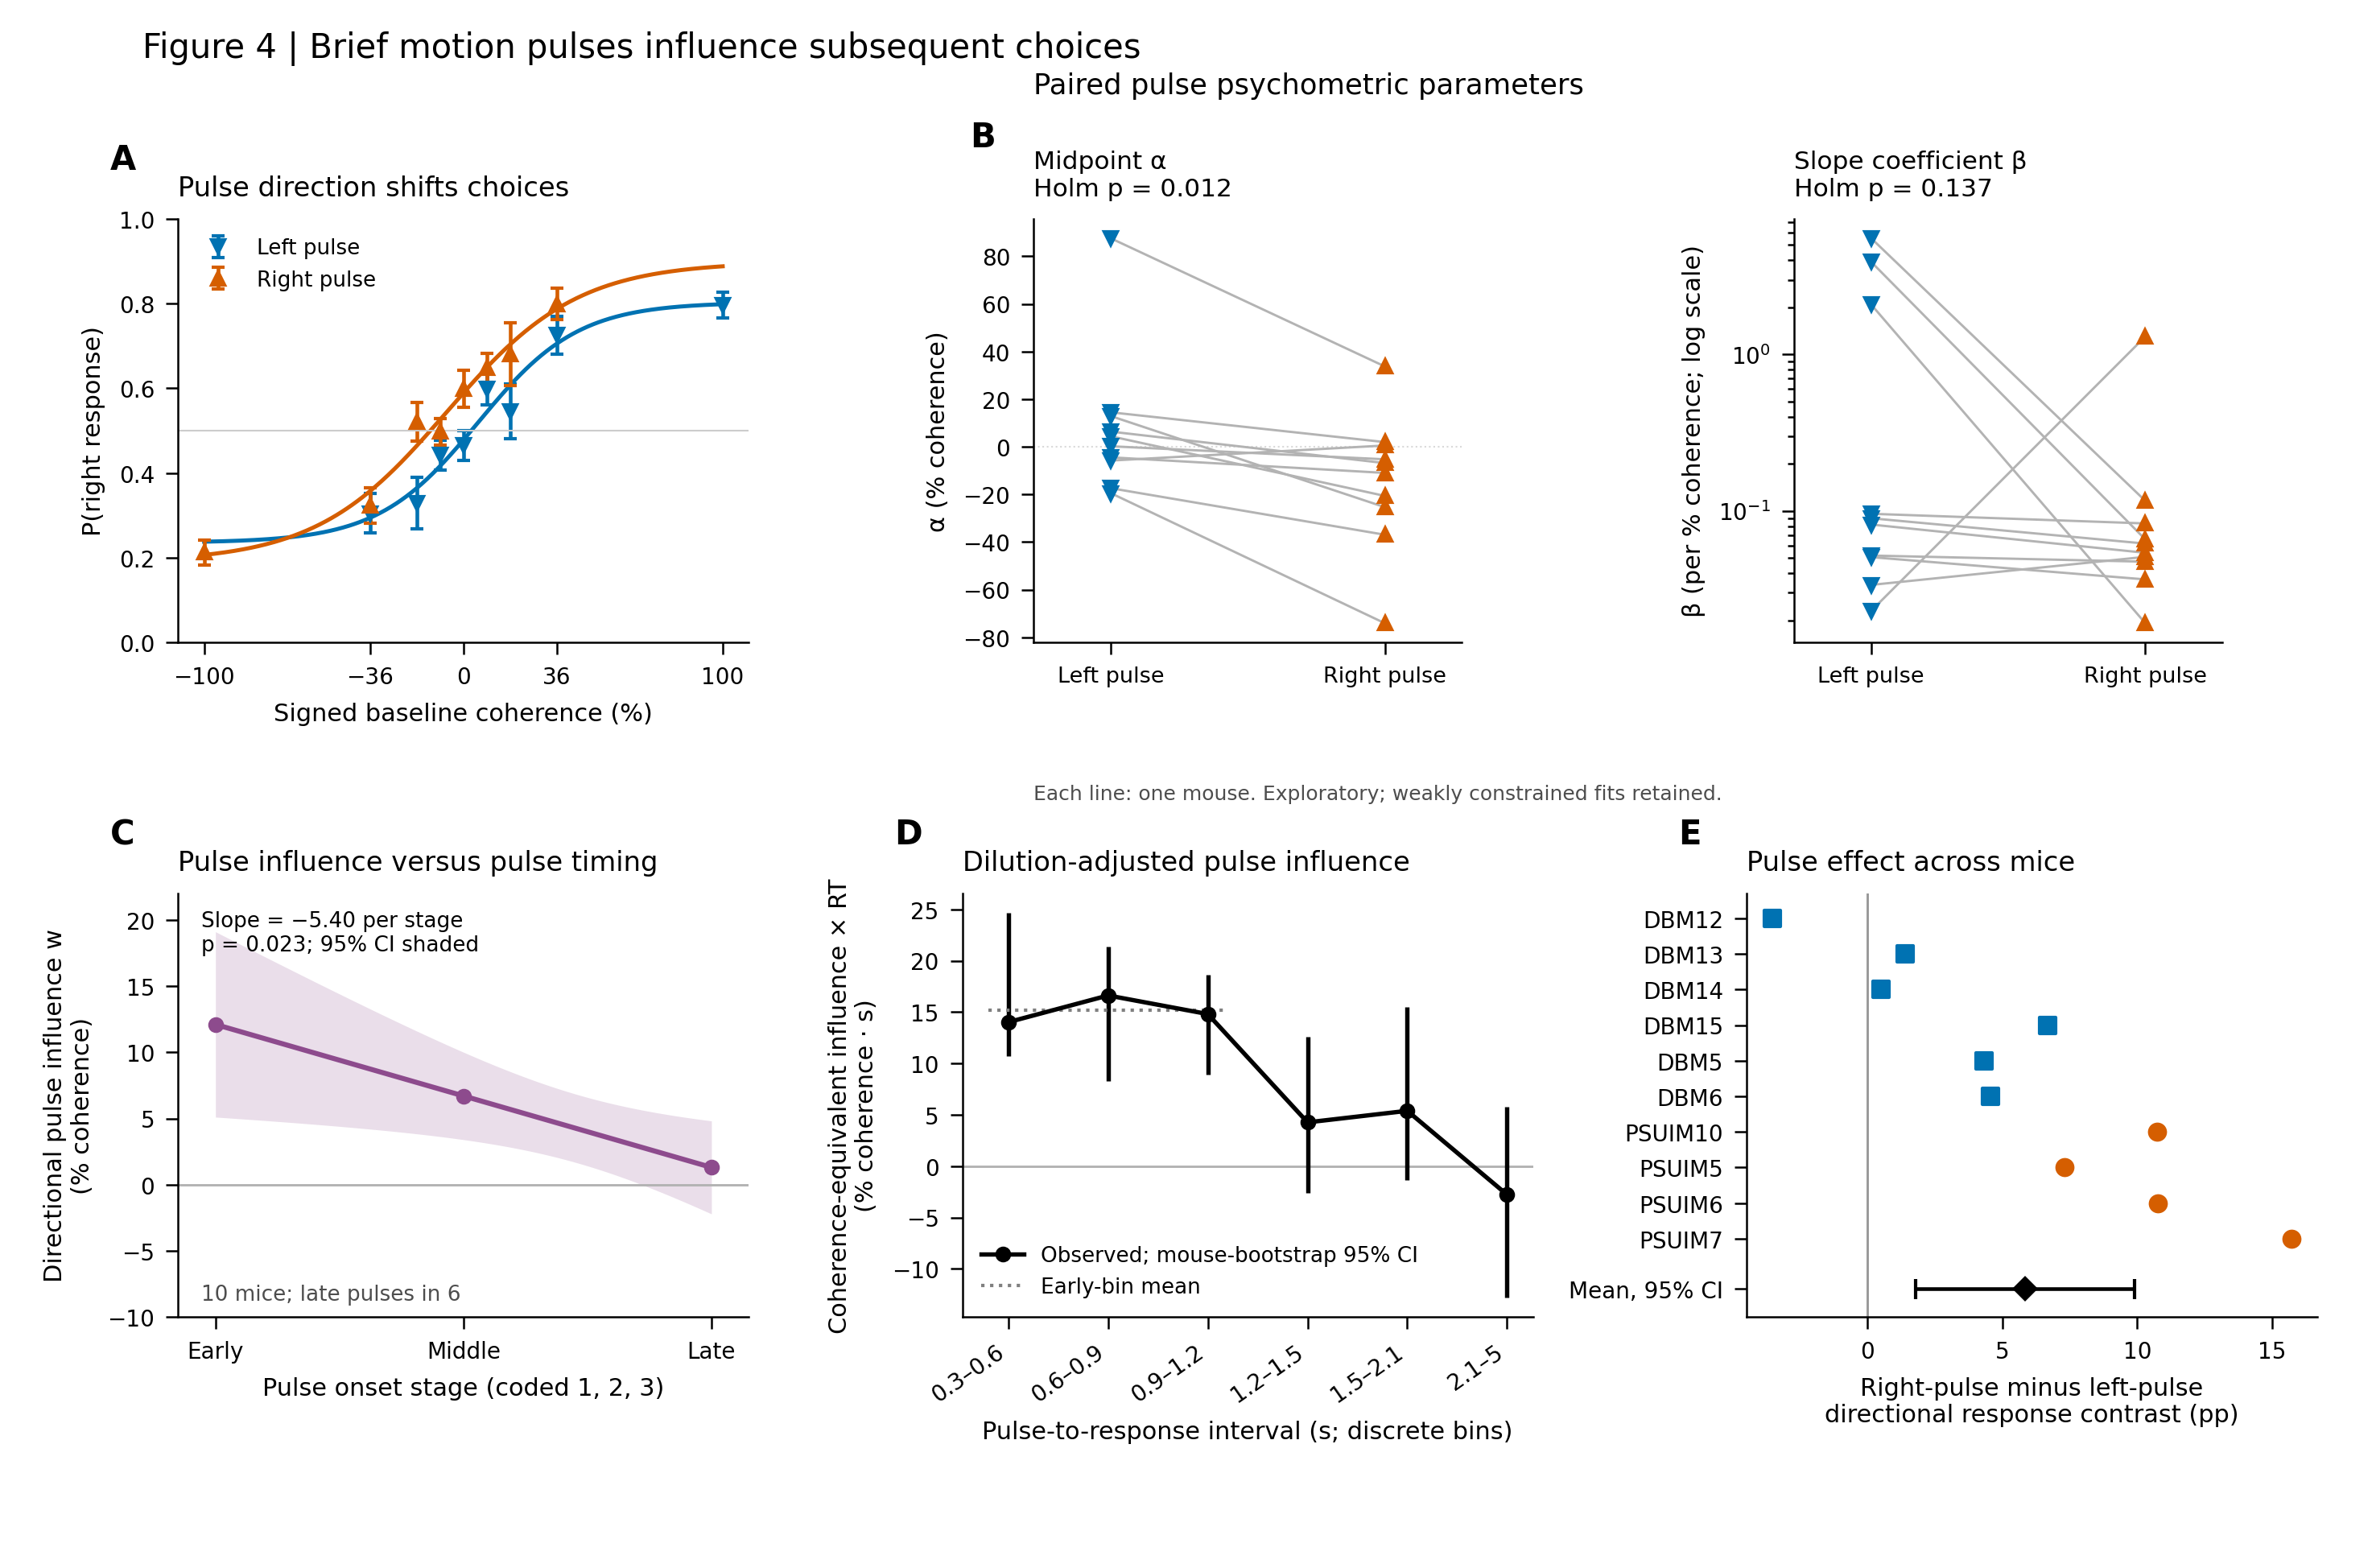 Figure 4 | Brief motion pulses influence subsequent choices
Paired pulse psychometric parameters
A
Pulse direction shifts choices
Left pulse
Right pulse
1.0
0.8
0.6
0.4
0.2
0.0
P(right response)
−100
−36
0
36
100
Signed baseline coherence (%)
B
Midpoint α
Holm p = 0.012
80
60
40
20
0
−20
−40
−60
−80
α (% coherence)
Left pulse
Right pulse
Slope coefficient β
Holm p = 0.137
10⁰
10⁻¹
β (per % coherence; log scale)
Left pulse
Right pulse
Each line: one mouse. Exploratory; weakly constrained fits retained.
C
Pulse influence versus pulse timing
Slope = −5.40 per stage
p = 0.023; 95% CI shaded
20
15
10
5
0
−5
−10
Directional pulse influence w
(% coherence)
10 mice; late pulses in 6
Early
Middle
Late
Pulse onset stage (coded 1, 2, 3)
D
Dilution-adjusted pulse influence
25
20
15
10
5
0
−5
−10
Coherence-equivalent influence × RT
(% coherence · s)
Observed; mouse-bootstrap 95% CI
Early-bin mean
0.3–0.6
0.6–0.9
0.9–1.2
1.2–1.5
1.5–2.1
2.1–5
Pulse-to-response interval (s; discrete bins)
E
Pulse effect across mice
DBM12
DBM13
DBM14
DBM15
DBM5
DBM6
PSUIM10
PSUIM5
PSUIM6
PSUIM7
Mean, 95% CI
0
5
10
15
Right-pulse minus left-pulse
directional response contrast (pp)